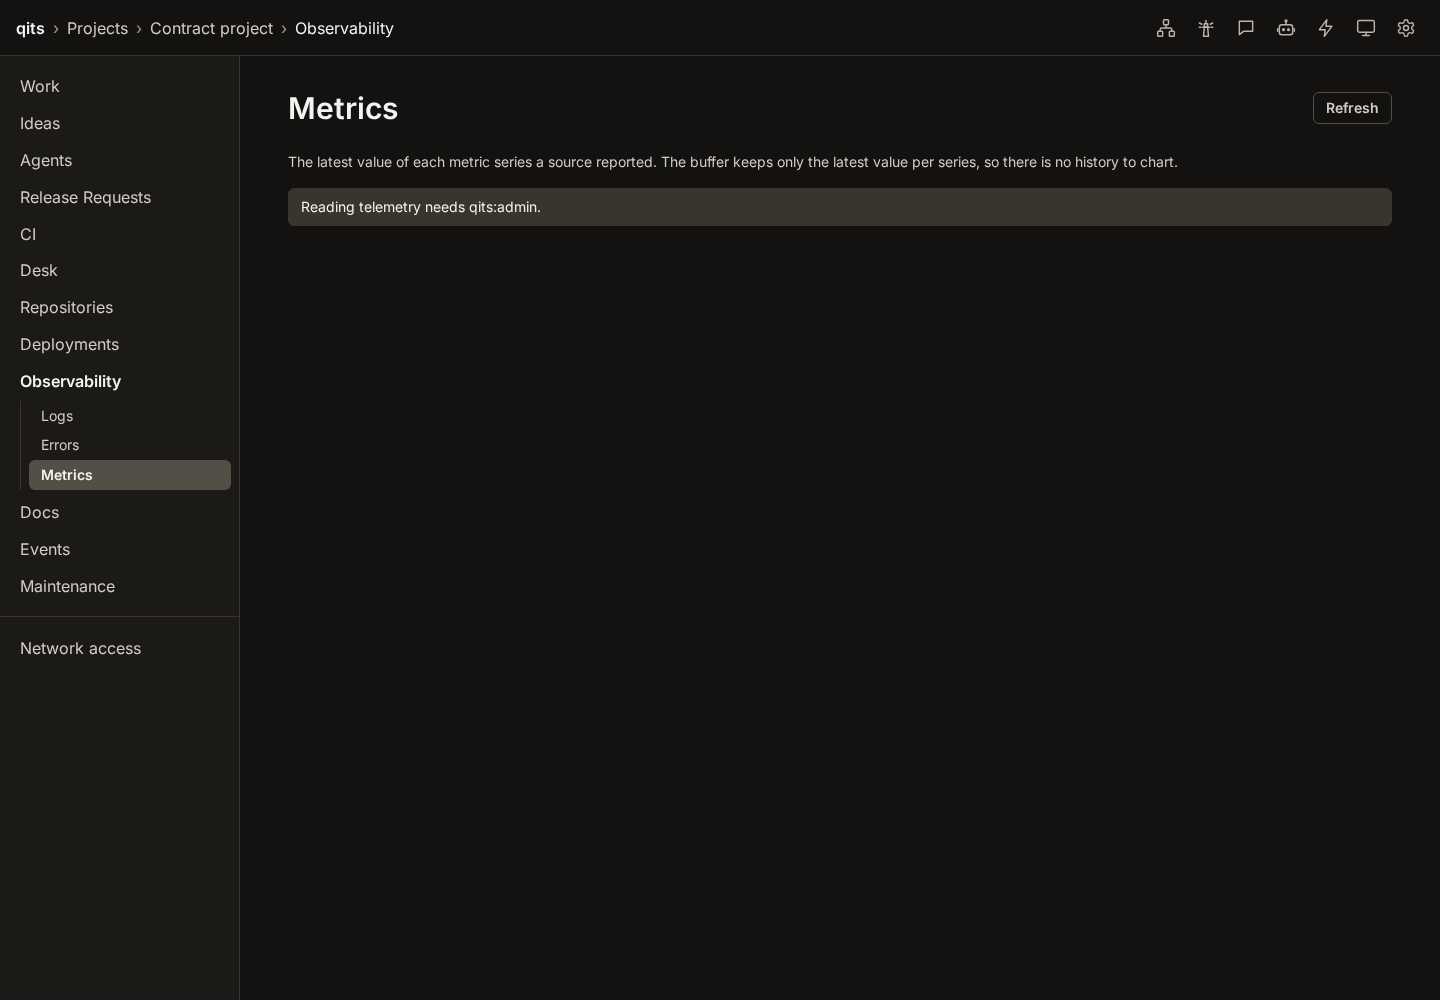 qits › Projects › Contract project › Observability
Work
Ideas
Agents
Release Requests
CI
Desk
Repositories
Deployments
Observability
Logs
Errors
Metrics
Docs
Events
Maintenance
Network access
Metrics
Refresh
The latest value of each metric series a source reported. The buffer keeps only the latest value per series, so there is no history to chart.
Reading telemetry needs qits:admin.